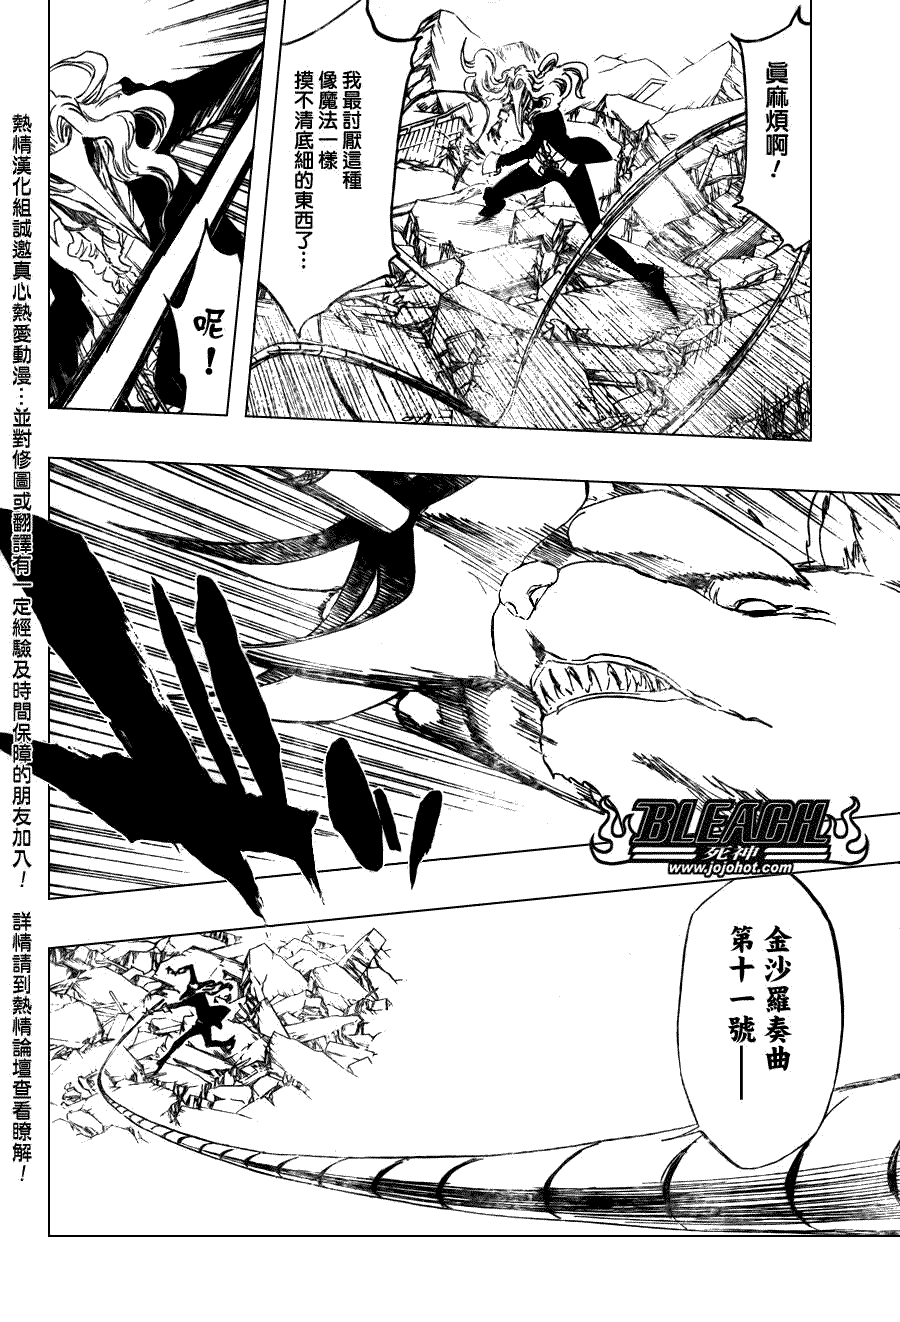 真麻煩啊！
我最討厭這種
像魔法一樣
摸不清底細的東西了…
呢！
BLEACH
死神
www.jojohot.com
金沙羅奏曲
第十一號——
熱情漢化組誠邀真心熱愛動漫…並對修圖或翻譯有一定經驗及時間保障的朋友加入！ 詳情請到熱情論壇查看瞭解！